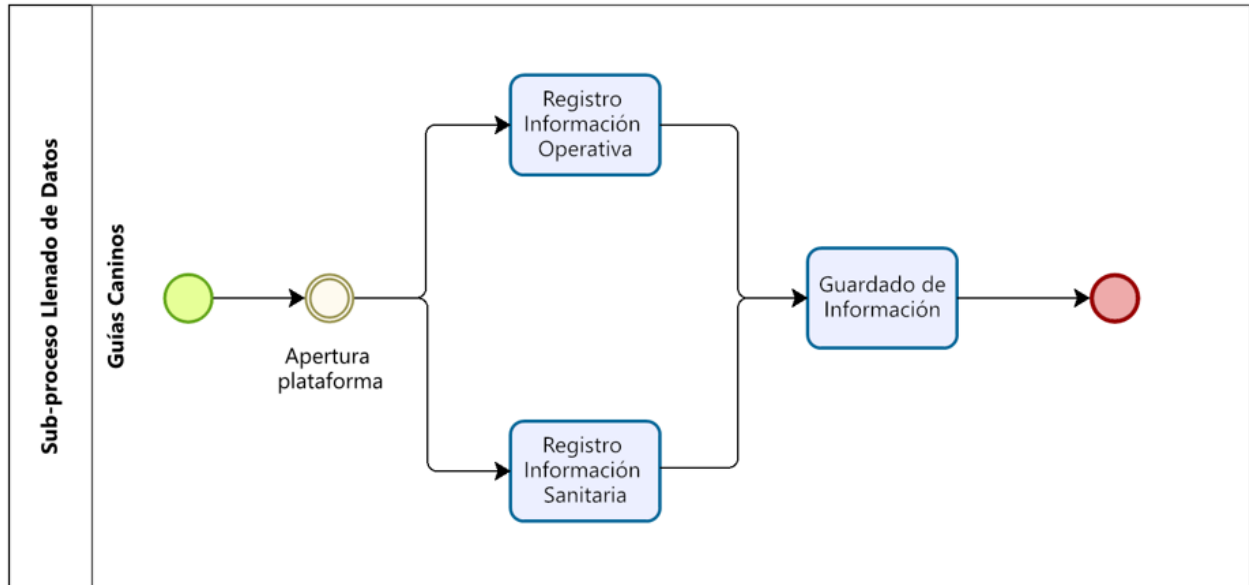 Sub-proceso Llenado de Datos
Guías Caninos
Apertura
plataforma
Registro
Información
Operativa
Registro
Información
Sanitaria
Guardado de
Información